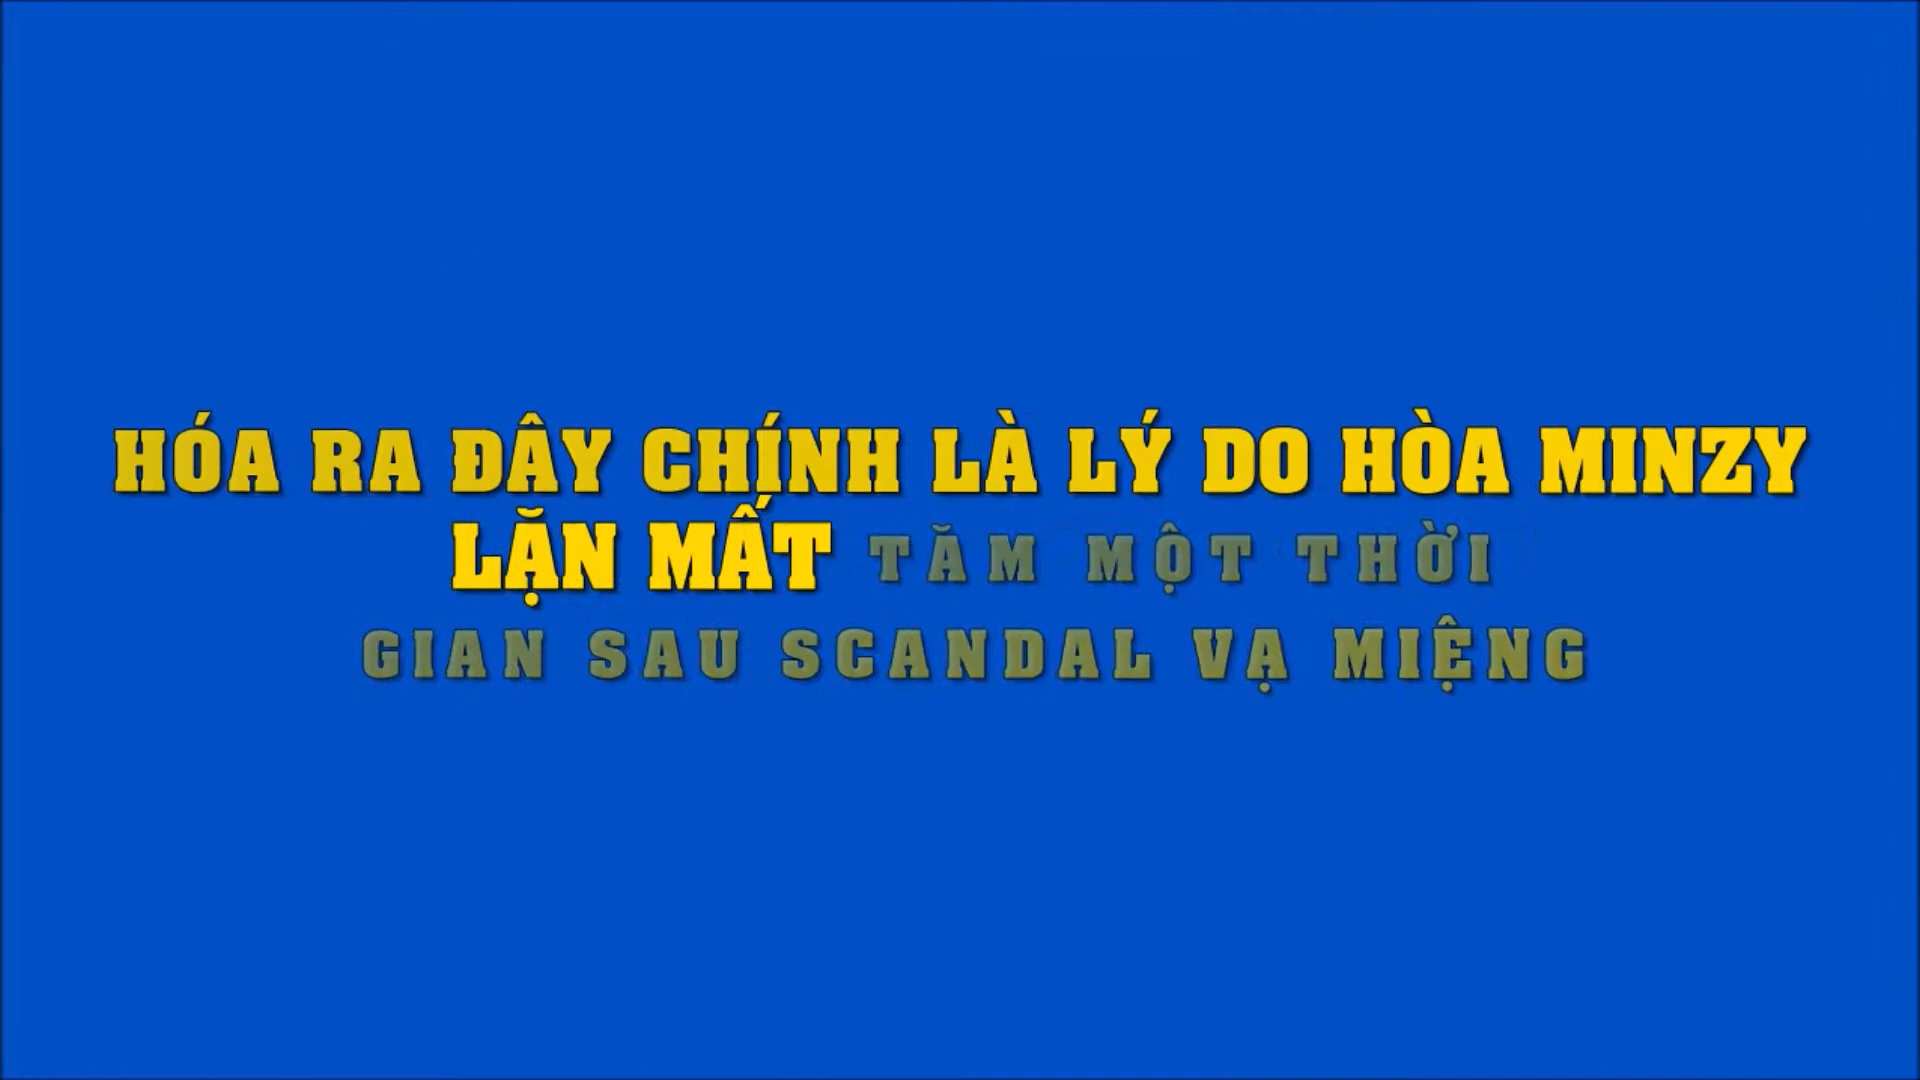 HÓA RA ĐÂY CHÍNH LÀ LÝ DO HÒA MINZY
LẶN MẤT TĂM MỘT THỜI
GIAN SAU SCANDAL VẠ MIỆNG